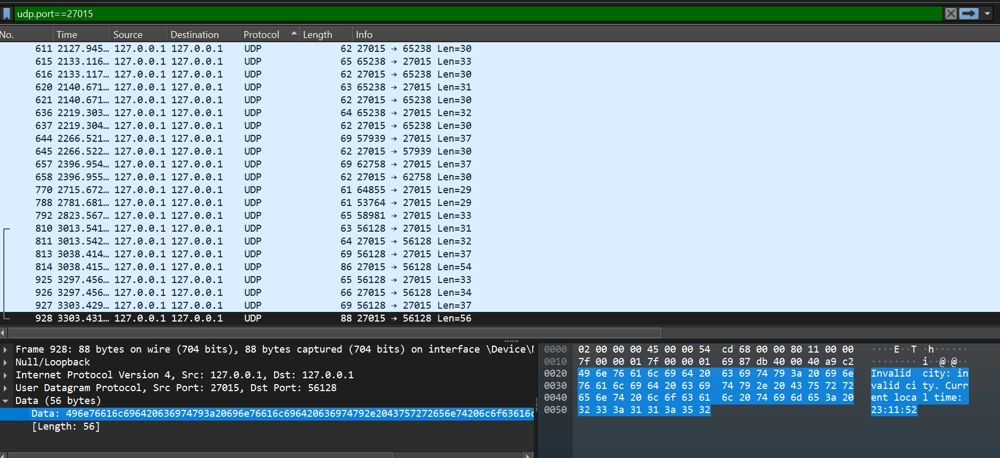 udp.port==27015
No. Time Source Destination Protocol Length Info
611 2127.945… 127.0.0.1 127.0.0.1 UDP 62 27015 → 65238 Len=30
615 2133.116… 127.0.0.1 127.0.0.1 UDP 65 65238 → 27015 Len=33
616 2133.117… 127.0.0.1 127.0.0.1 UDP 62 27015 → 65238 Len=30
620 2140.671… 127.0.0.1 127.0.0.1 UDP 63 65238 → 27015 Len=31
621 2140.671… 127.0.0.1 127.0.0.1 UDP 62 27015 → 65238 Len=30
636 2219.303… 127.0.0.1 127.0.0.1 UDP 64 65238 → 27015 Len=32
637 2219.304… 127.0.0.1 127.0.0.1 UDP 62 27015 → 65238 Len=30
644 2266.521… 127.0.0.1 127.0.0.1 UDP 69 57939 → 27015 Len=37
645 2266.522… 127.0.0.1 127.0.0.1 UDP 62 27015 → 57939 Len=30
657 2396.954… 127.0.0.1 127.0.0.1 UDP 69 62758 → 27015 Len=37
658 2396.955… 127.0.0.1 127.0.0.1 UDP 62 27015 → 62758 Len=30
770 2715.672… 127.0.0.1 127.0.0.1 UDP 61 64855 → 27015 Len=29
788 2781.681… 127.0.0.1 127.0.0.1 UDP 61 53764 → 27015 Len=29
792 2823.567… 127.0.0.1 127.0.0.1 UDP 65 58981 → 27015 Len=33
810 3013.541… 127.0.0.1 127.0.0.1 UDP 63 56128 → 27015 Len=31
811 3013.542… 127.0.0.1 127.0.0.1 UDP 64 27015 → 56128 Len=32
813 3038.414… 127.0.0.1 127.0.0.1 UDP 69 56128 → 27015 Len=37
814 3038.415… 127.0.0.1 127.0.0.1 UDP 86 27015 → 56128 Len=54
925 3297.456… 127.0.0.1 127.0.0.1 UDP 65 56128 → 27015 Len=33
926 3297.456… 127.0.0.1 127.0.0.1 UDP 66 27015 → 56128 Len=34
927 3303.429… 127.0.0.1 127.0.0.1 UDP 69 56128 → 27015 Len=37
928 3303.431… 127.0.0.1 127.0.0.1 UDP 88 27015 → 56128 Len=56
Frame 928: 88 bytes on wire (704 bits), 88 bytes captured (704 bits) on interface \Device\N
Null/Loopback
Internet Protocol Version 4, Src: 127.0.0.1, Dst: 127.0.0.1
User Datagram Protocol, Src Port: 27015, Dst Port: 56128
Data (56 bytes)
Data: 496e76616c696420636974793a20696e76616c696420636974792e2043757272656e74206c6f63616c
[Length: 56]
0000 02 00 00 00 45 00 00 54 cd 68 00 00 80 11 00 00 ····E··T ·h······
0010 7f 00 00 01 7f 00 00 01 69 87 db 40 00 40 a9 c2 ········ i··@·@··
0020 49 6e 76 61 6c 69 64 20 63 69 74 79 3a 20 69 6e Invalid city: in
0030 76 61 6c 69 64 20 63 69 74 79 2e 20 43 75 72 72 valid ci ty. Curr
0040 65 6e 74 20 6c 6f 63 61 6c 20 74 69 6d 65 3a 20 ent loca l time:
0050 32 33 3a 31 31 3a 35 32 23:11:52